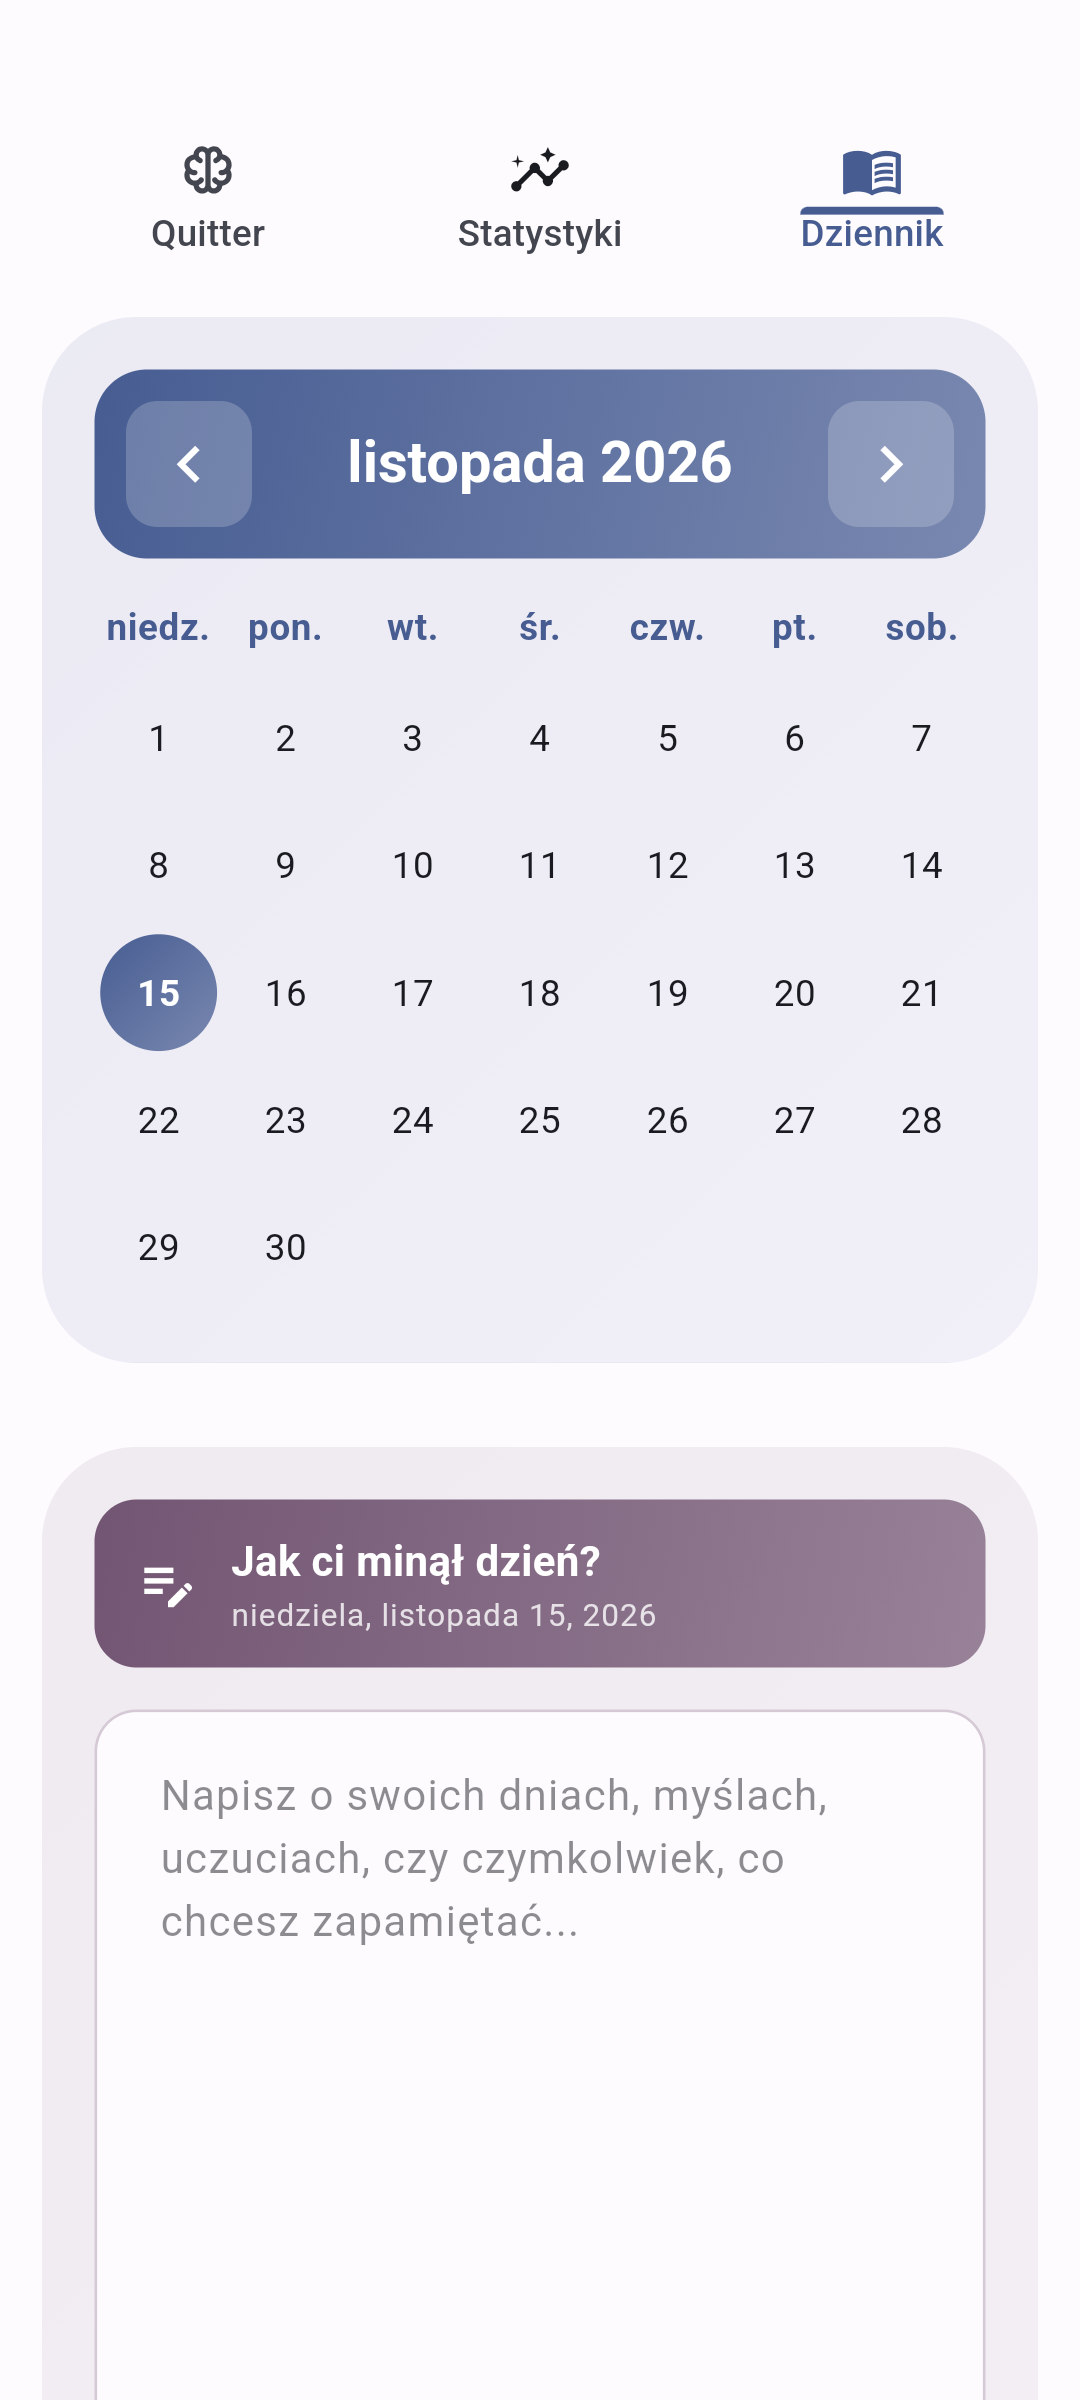 Quitter Statystyki Dziennik
listopada 2026
niedz. pon. wt. śr. czw. pt. sob.
1 2 3 4 5 6 7
8 9 10 11 12 13 14
15 16 17 18 19 20 21
22 23 24 25 26 27 28
29 30
Jak ci minął dzień?
niedziela, listopada 15, 2026
Napisz o swoich dniach, myślach,
uczuciach, czy czymkolwiek, co
chcesz zapamiętać...